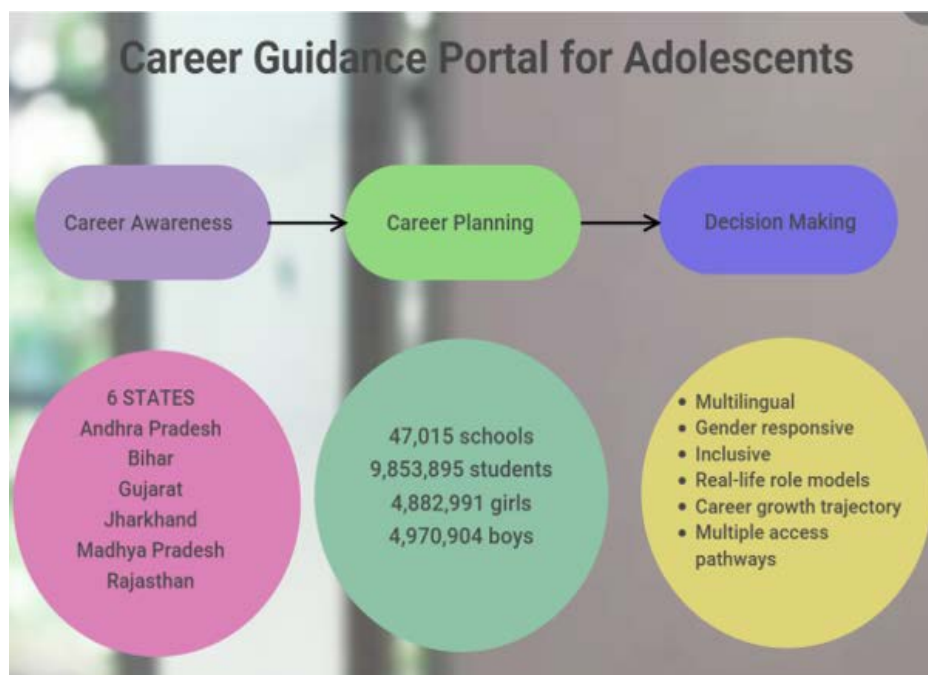 Career Guidance Portal for Adolescents
Career Awareness
Career Planning
Decision Making
6 STATES
Andhra Pradesh
Bihar
Gujarat
Jharkhand
Madhya Pradesh
Rajasthan
47,015 schools
9,853,895 students
4,882,991 girls
4,970,904 boys
• Multilingual
• Gender responsive
• Inclusive
• Real-life role models
• Career growth trajectory
• Multiple access
pathways